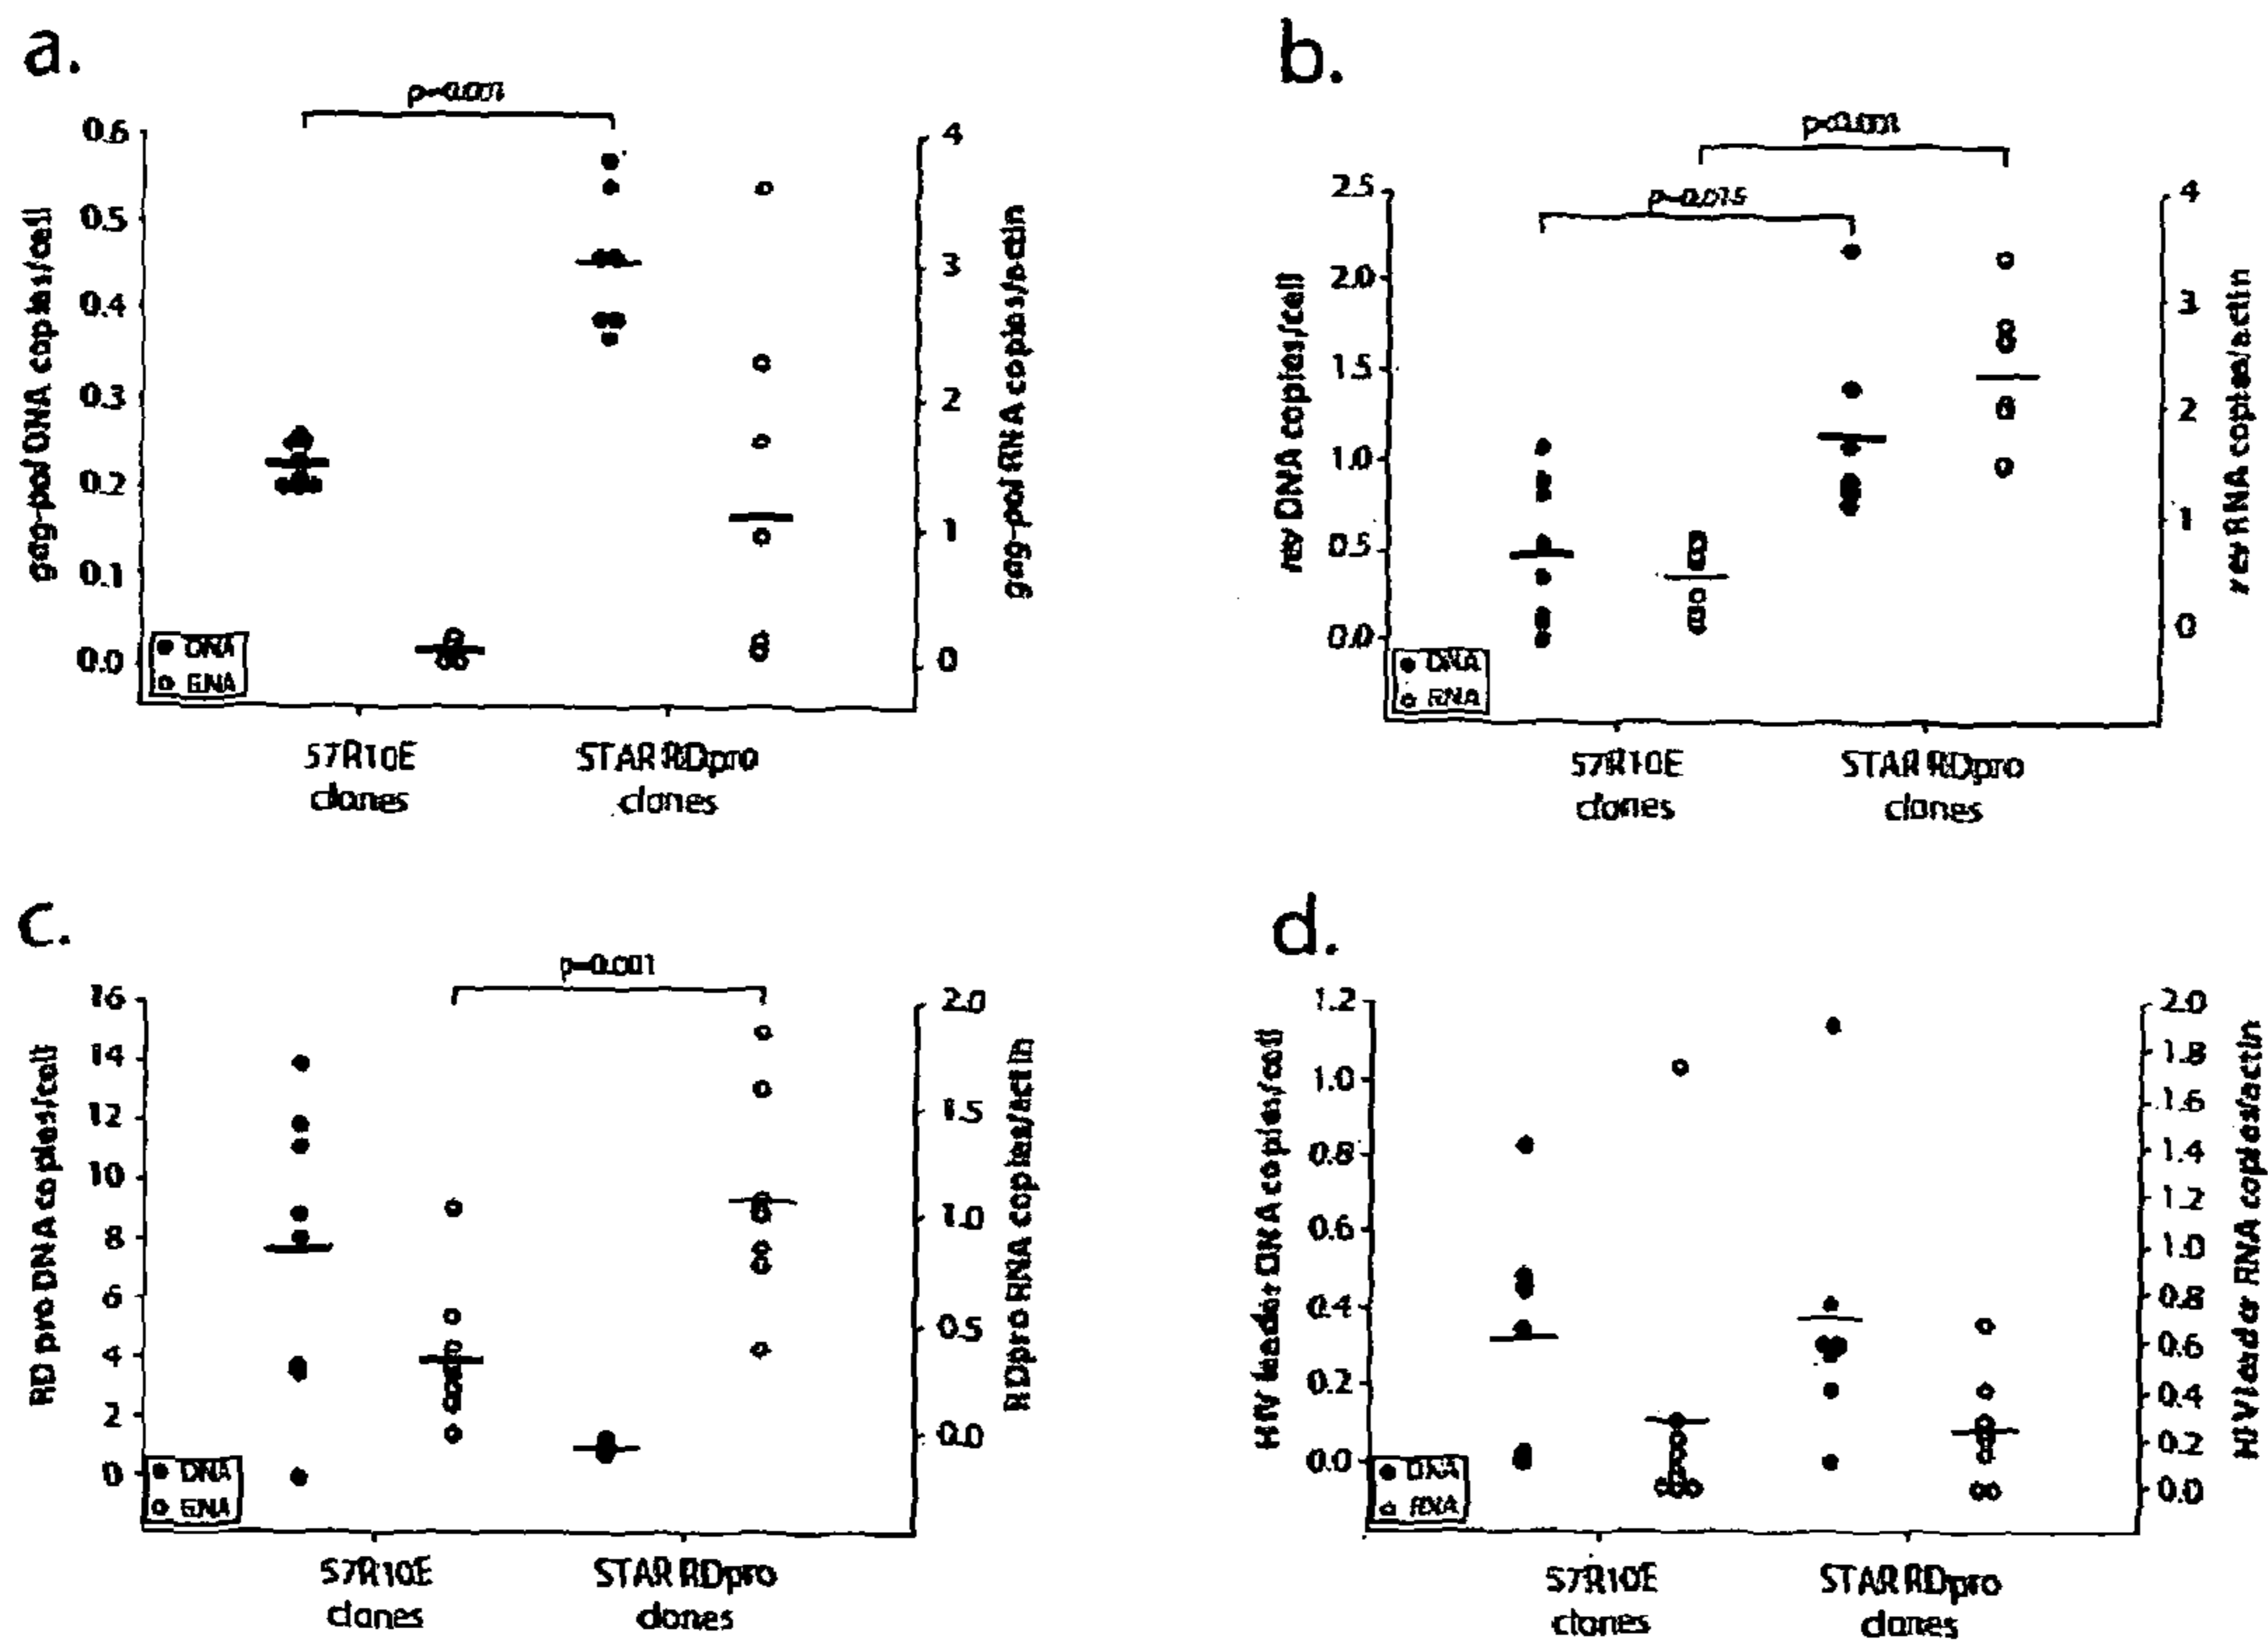 a.
p=0.001
0.6
0.5
0.4
0.3
0.2
0.1
0.0
gag-pol DNA copies/cell
4
3
2
1
0
gag-pol RNA copies/actin
DNA
RNA
S7R10E
clones
STAR RDpro
clones
b.
p<0.001
p=0.015
2.5
2.0
1.5
1.0
0.5
0.0
rev DNA copies/cell
4
3
2
1
0
rev RNA copies/actin
DNA
RNA
S7R10E
clones
STAR RDpro
clones
c.
p=0.001
16
14
12
10
8
6
4
2
0
RD pro DNA copies/cell
2.0
1.5
1.0
0.5
0.0
RDpro RNA copies/actin
DNA
RNA
S7R10E
clones
STAR RDpro
clones
d.
1.2
1.0
0.8
0.6
0.4
0.2
0.0
HIV leader DNA copies/cell
2.0
1.8
1.6
1.4
1.2
1.0
0.8
0.6
0.4
0.2
0.0
HIV leader RNA copies/actin
DNA
RNA
S7R10E
clones
STAR RDpro
clones